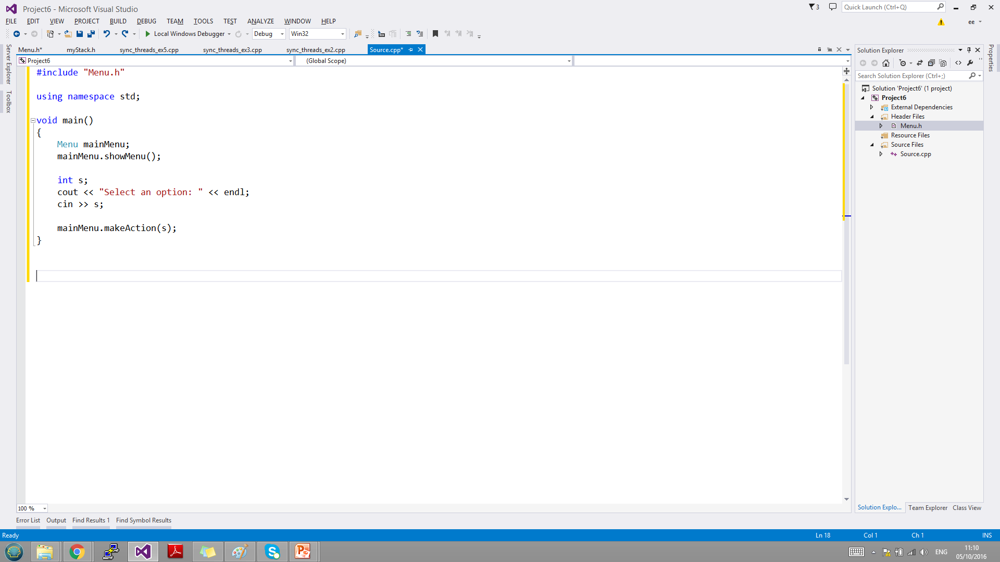 Project6 - Microsoft Visual Studio
3
Quick Launch (Ctrl+Q)
FILE EDIT VIEW PROJECT BUILD DEBUG TEAM TOOLS TEST ANALYZE WINDOW HELP
ee
Local Windows Debugger Debug Win32
Server Explorer
Toolbox
Menu.h* myStack.h sync_threads_ex5.cpp sync_threads_ex3.cpp sync_threads_ex2.cpp Source.cpp*
Project6 (Global Scope)
#include "Menu.h"
using namespace std;
void main()
{
Menu mainMenu;
mainMenu.showMenu();
int s;
cout << "Select an option: " << endl;
cin >> s;
mainMenu.makeAction(s);
}
100 %
Solution Explorer
Search Solution Explorer (Ctrl+;)
Solution 'Project6' (1 project)
Project6
External Dependencies
Header Files
Menu.h
Resource Files
Source Files
Source.cpp
Solution Explo... Team Explorer Class View
Properties
Error List Output Find Results 1 Find Symbol Results
Ready Ln 18 Col 1 Ch 1 INS
ENG
11:10
05/10/2016